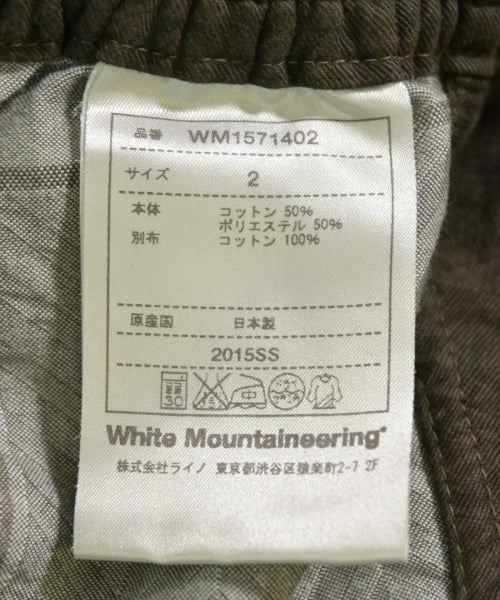 品番 WM1571402
サイズ 2
本体 コットン 50%
ポリエステル 50%
別布 コットン 100%
原産国 日本製
2015SS
White Mountaineering®
株式会社ライノ 東京都渋谷区猿楽町2-7 2F